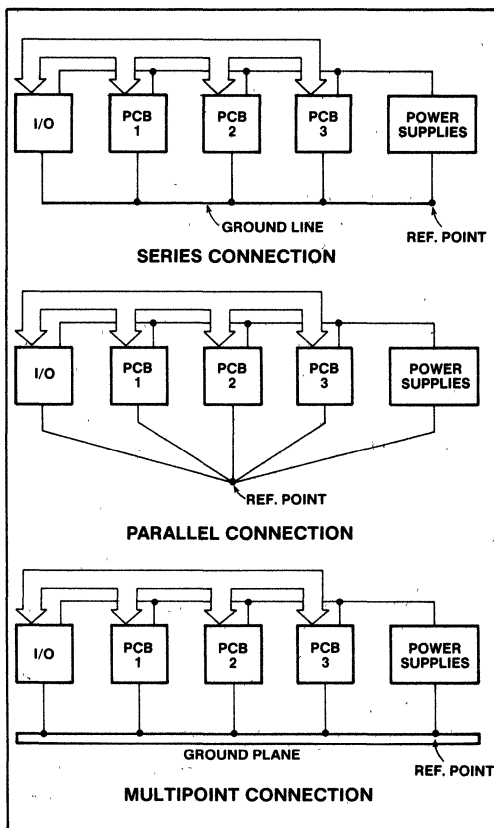 I/O
PCB
1
PCB
2
PCB
3
POWER
SUPPLIES
GROUND LINE
REF. POINT
SERIES CONNECTION
I/O
PCB
1
PCB
2
PCB
3
POWER
SUPPLIES
REF. POINT
PARALLEL CONNECTION
I/O
PCB
1
PCB
2
PCB
3
POWER
SUPPLIES
GROUND PLANE
REF. POINT
MULTIPOINT CONNECTION